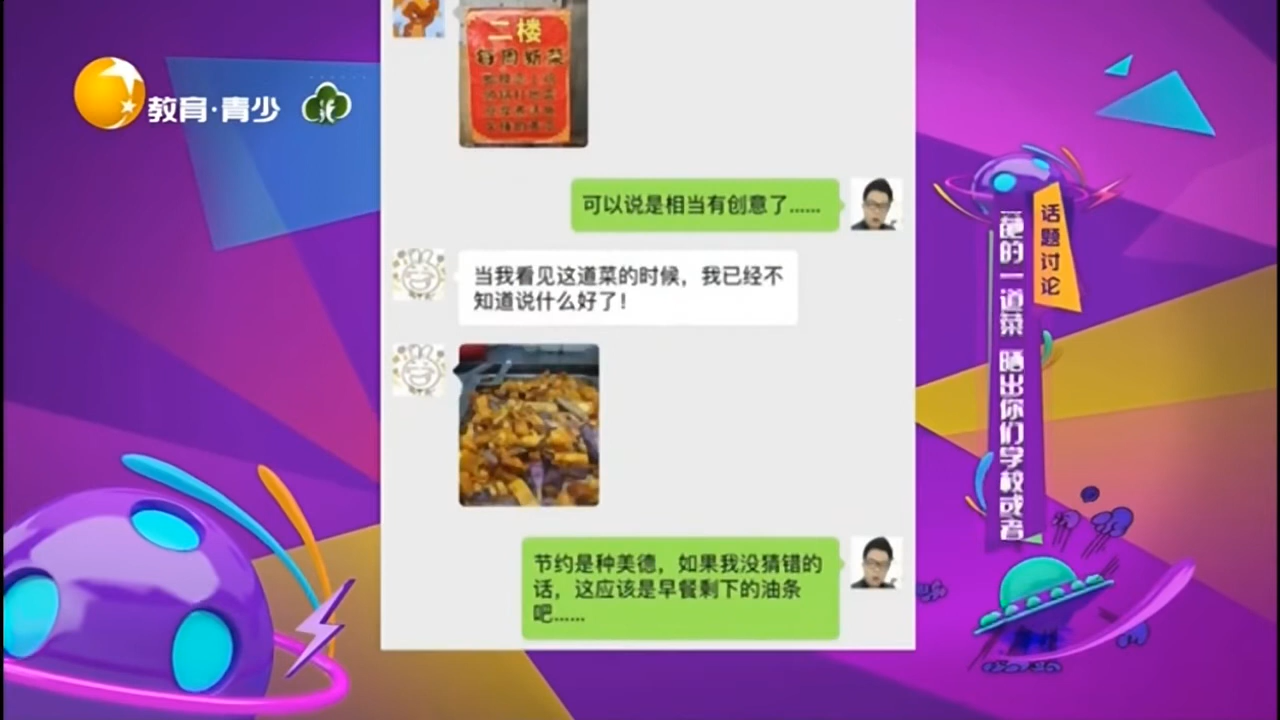 教育·青少
二楼
每周新菜
可以说是相当有创意了......
当我看见这道菜的时候，我已经不
知道说什么好了！
节约是种美德，如果我没猜错的
话，这应该是早餐剩下的油条
吧......
话题讨论
的一道菜 晒出你们学校或者